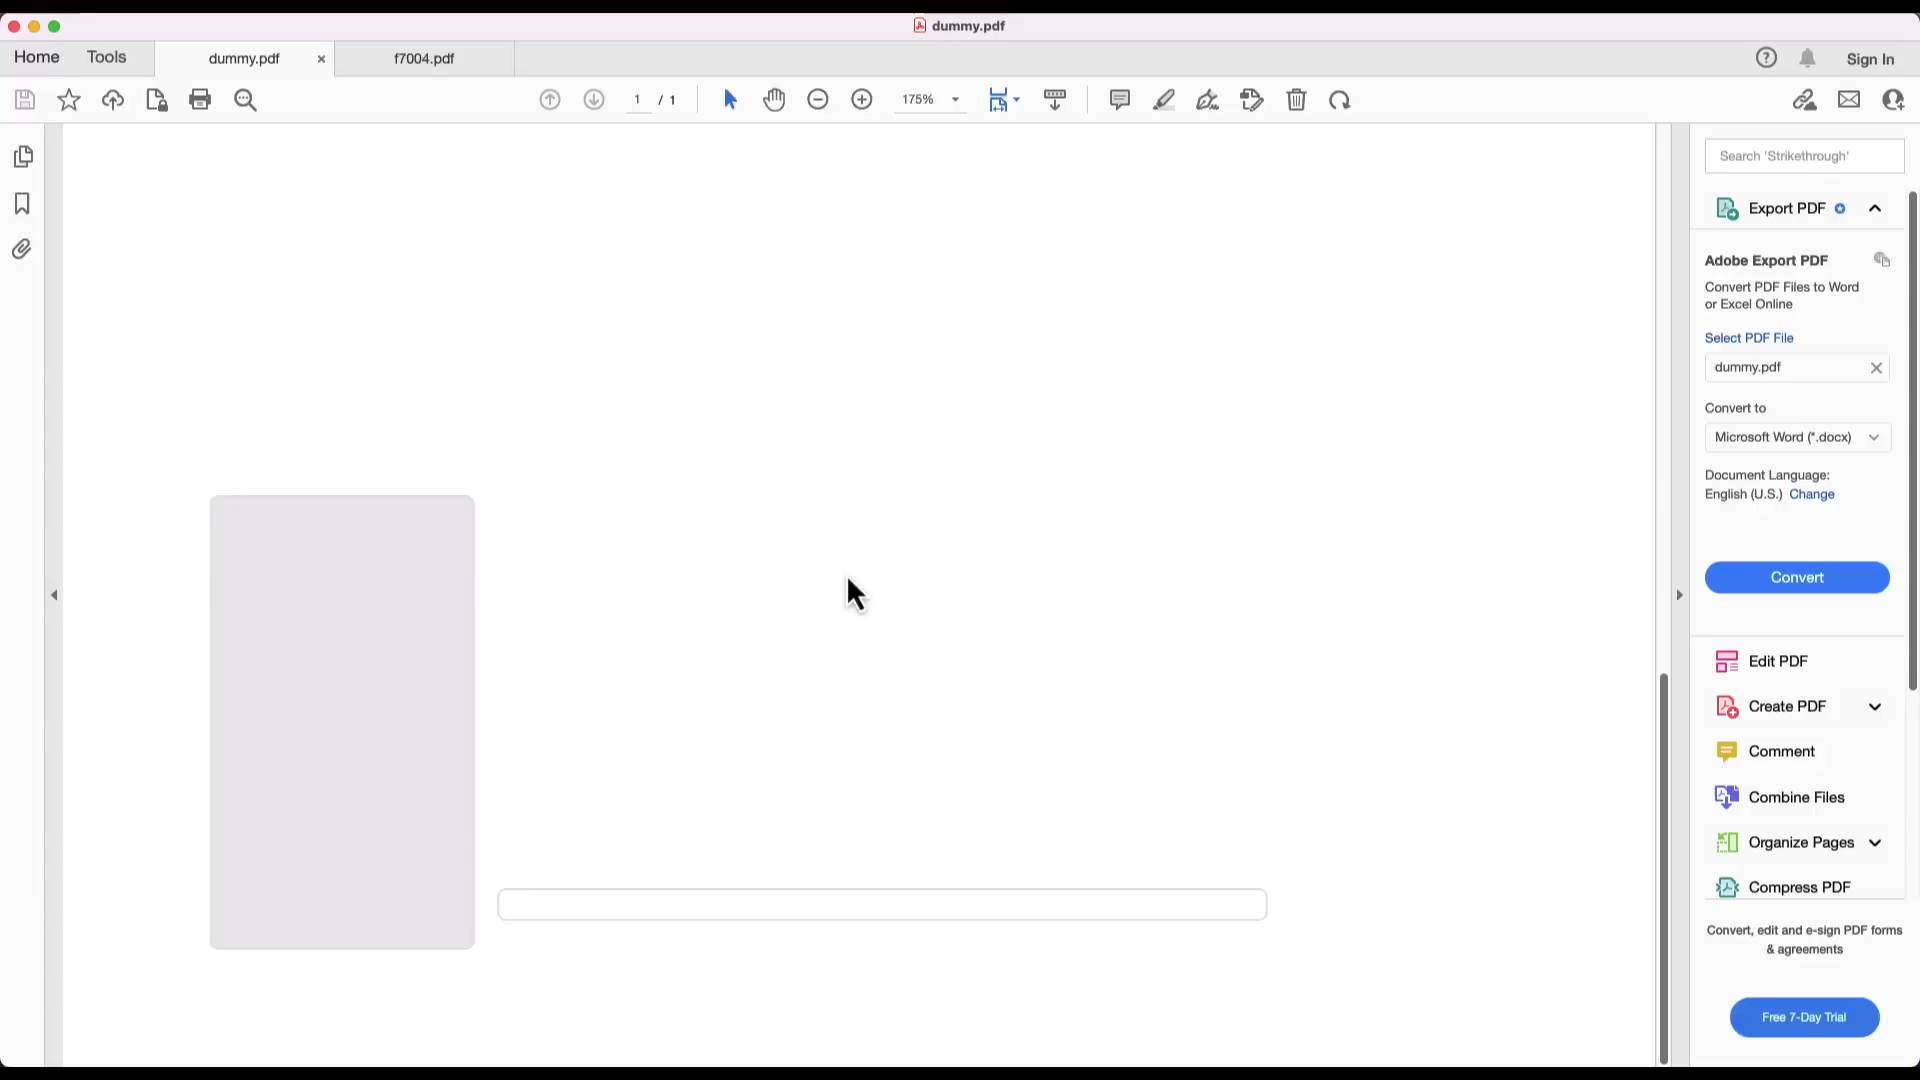 dummy.pdf
Home Tools dummy.pdf f7004.pdf Sign In
1 / 1 175%
Search 'Strikethrough'
Export PDF
Adobe Export PDF
Convert PDF Files to Word
or Excel Online
Select PDF File
dummy.pdf
Convert to
Microsoft Word (*.docx)
Document Language:
English (U.S.) Change
Convert
Edit PDF
Create PDF
Comment
Combine Files
Organize Pages
Compress PDF
Convert, edit and e-sign PDF forms
& agreements
Free 7-Day Trial